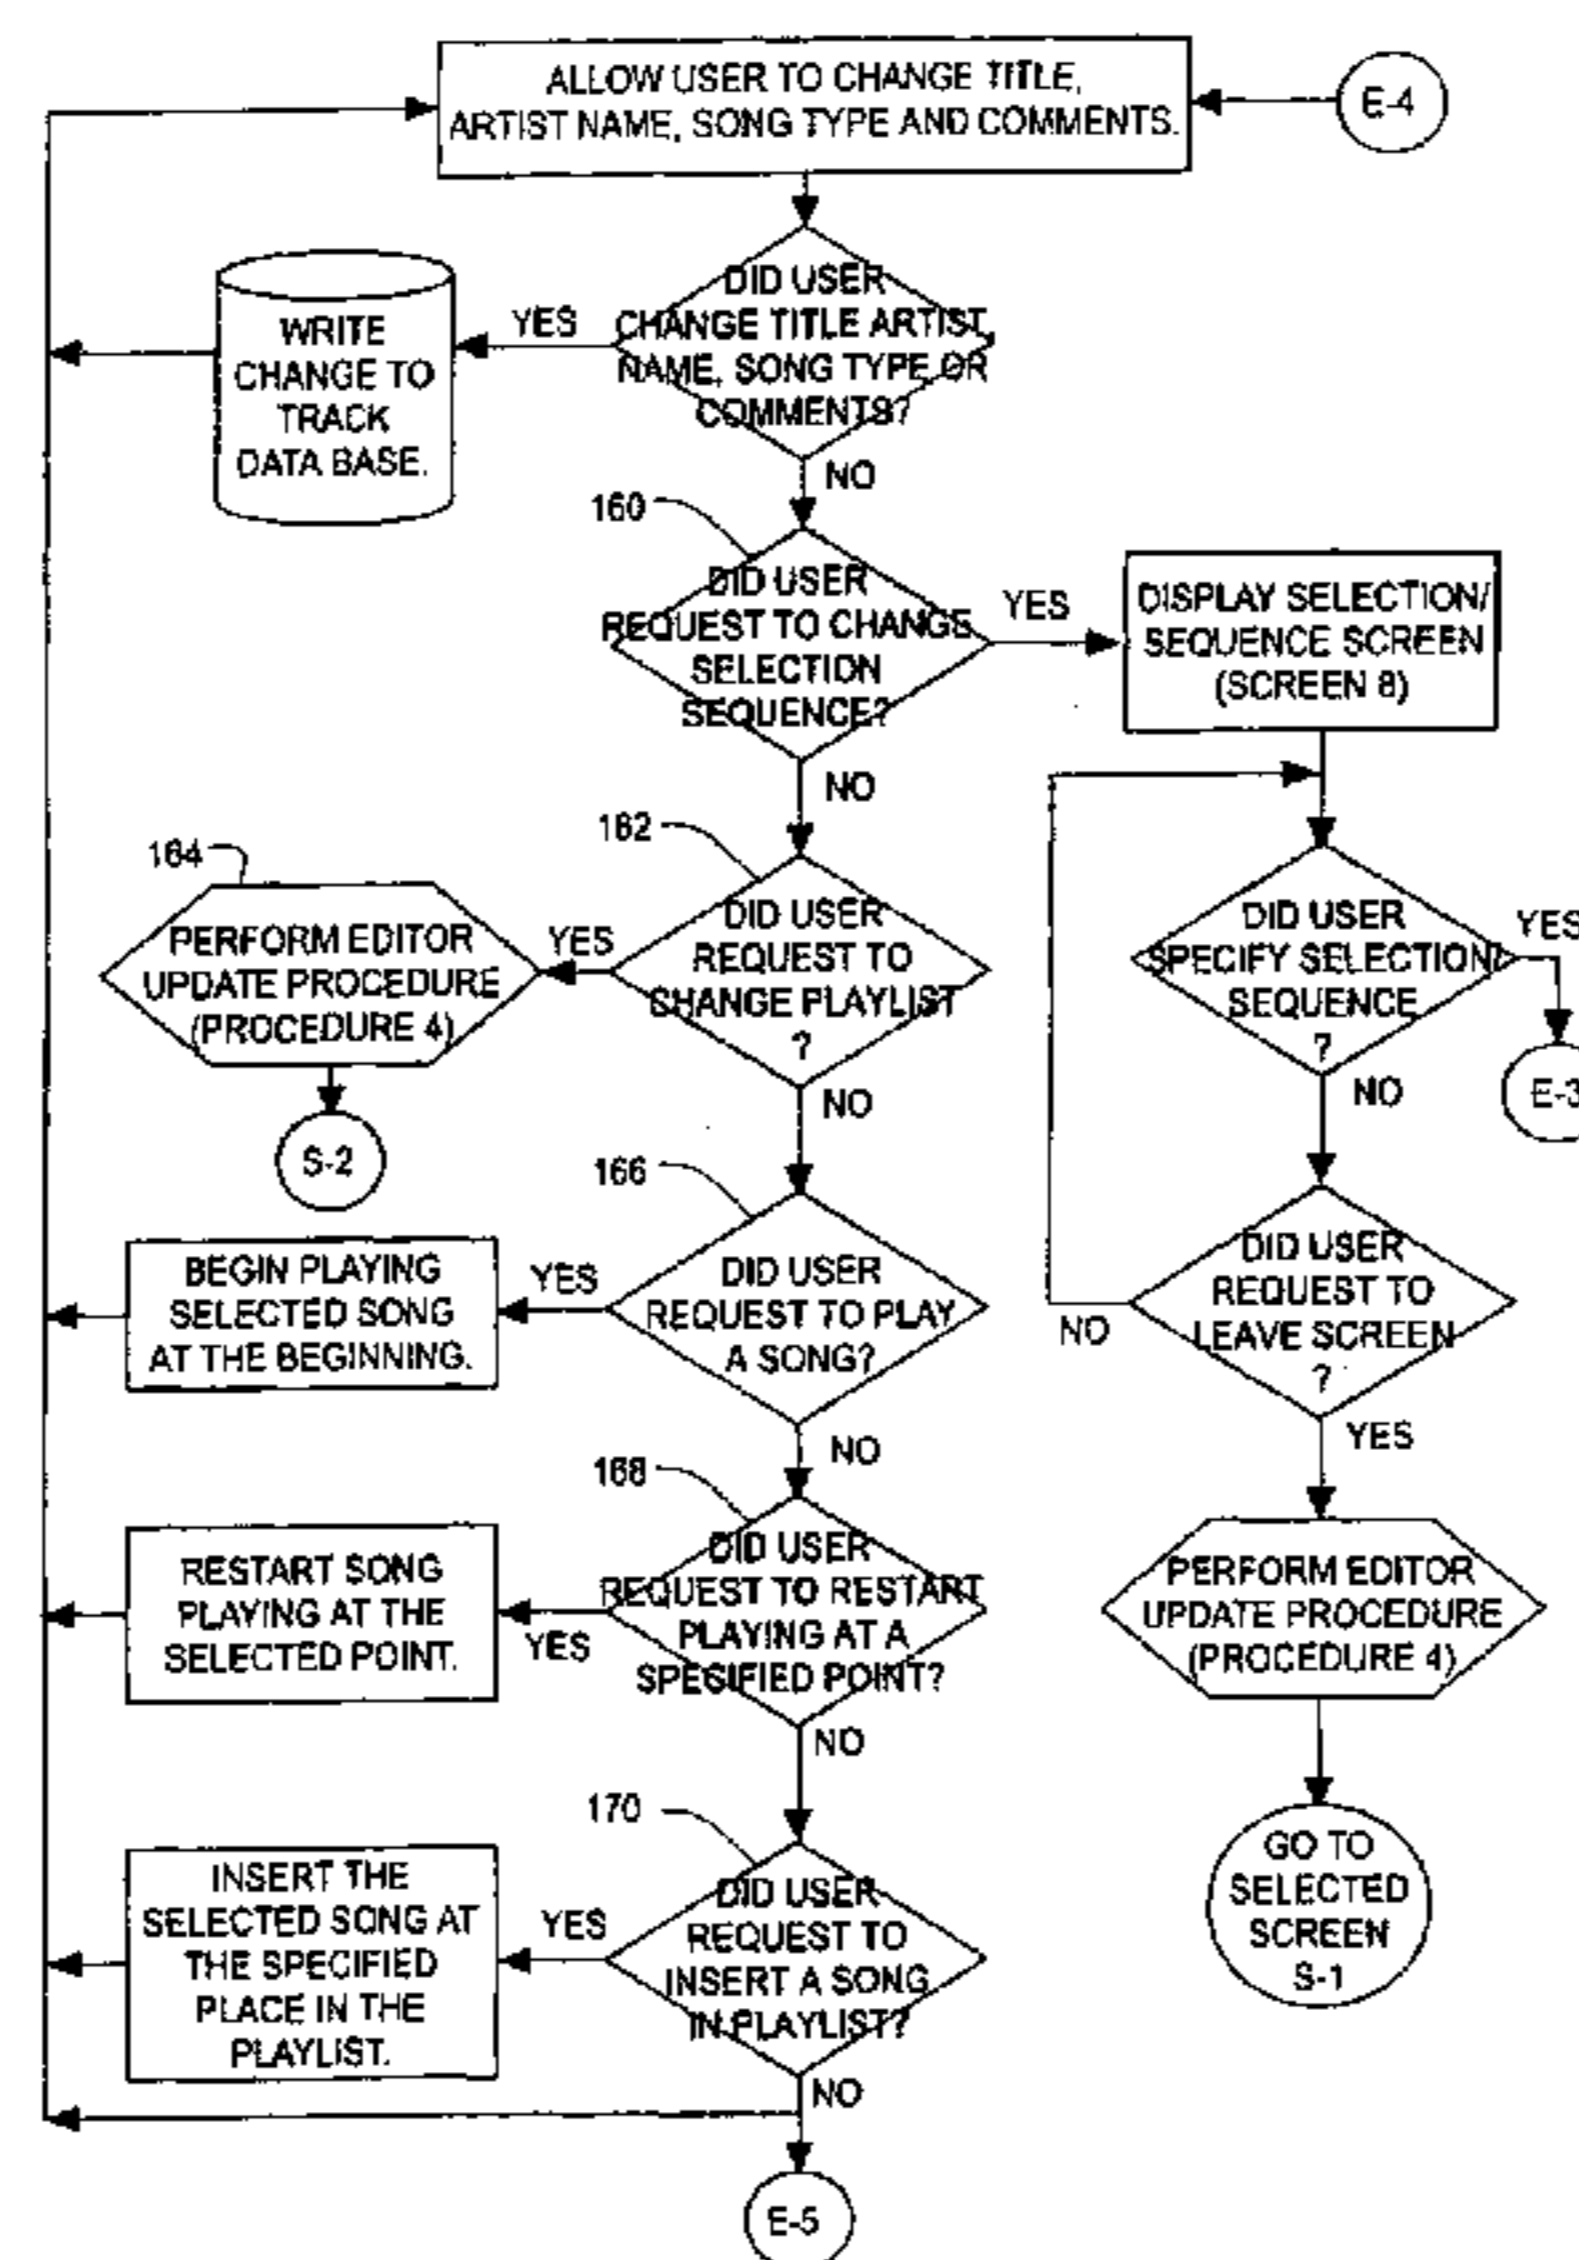 ALLOW USER TO CHANGE TITLE,
ARTIST NAME, SONG TYPE AND COMMENTS.
E-4
DID USER
CHANGE TITLE ARTIST,
NAME, SONG TYPE OR
COMMENTS?
YES
WRITE
CHANGE TO
TRACK
DATA BASE.
NO
160
DID USER
REQUEST TO CHANGE
SELECTION
SEQUENCE?
YES
DISPLAY SELECTION/
SEQUENCE SCREEN
(SCREEN 8)
NO
162
DID USER
REQUEST TO
CHANGE PLAYLIST
?
YES
164
PERFORM EDITOR
UPDATE PROCEDURE
(PROCEDURE 4)
S-2
NO
DID USER
SPECIFY SELECTION/
SEQUENCE
?
YES
E-3
NO
166
DID USER
REQUEST TO PLAY
A SONG?
YES
BEGIN PLAYING
SELECTED SONG
AT THE BEGINNING.
NO
DID USER
REQUEST TO
LEAVE SCREEN
?
NO
YES
168
DID USER
REQUEST TO RESTART
PLAYING AT A
SPECIFIED POINT?
YES
RESTART SONG
PLAYING AT THE
SELECTED POINT.
NO
PERFORM EDITOR
UPDATE PROCEDURE
(PROCEDURE 4)
GO TO
SELECTED
SCREEN
S-1
170
DID USER
REQUEST TO
INSERT A SONG
IN PLAYLIST?
YES
INSERT THE
SELECTED SONG AT
THE SPECIFIED
PLACE IN THE
PLAYLIST.
NO
E-5